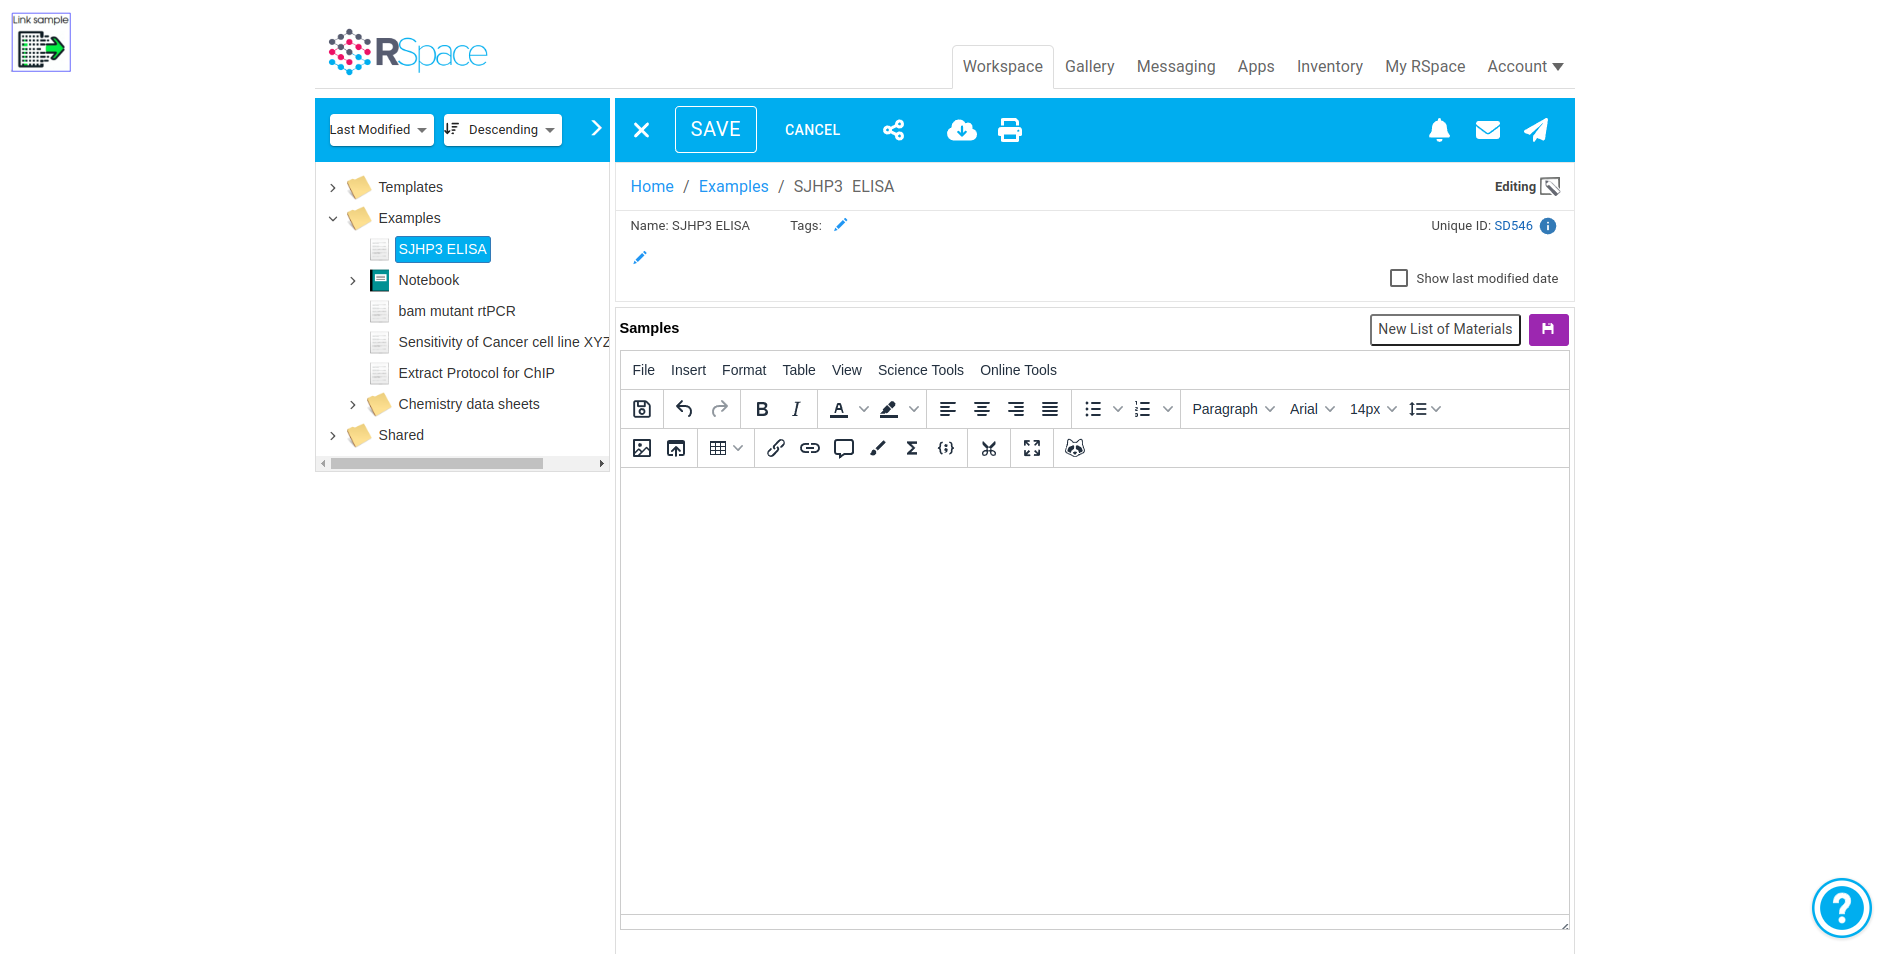 Link sample
RSpace
Workspace Gallery Messaging Apps Inventory My RSpace Account
Last Modified Descending
SAVE CANCEL
Templates
Examples
SJHP3 ELISA
Notebook
bam mutant rtPCR
Sensitivity of Cancer cell line XYZ
Extract Protocol for ChIP
Chemistry data sheets
Shared
Home / Examples / SJHP3 ELISA
Editing
Name: SJHP3 ELISA Tags:
Unique ID: SD546
Show last modified date
Samples
New List of Materials
File Insert Format Table View Science Tools Online Tools
B I A Paragraph Arial 14px